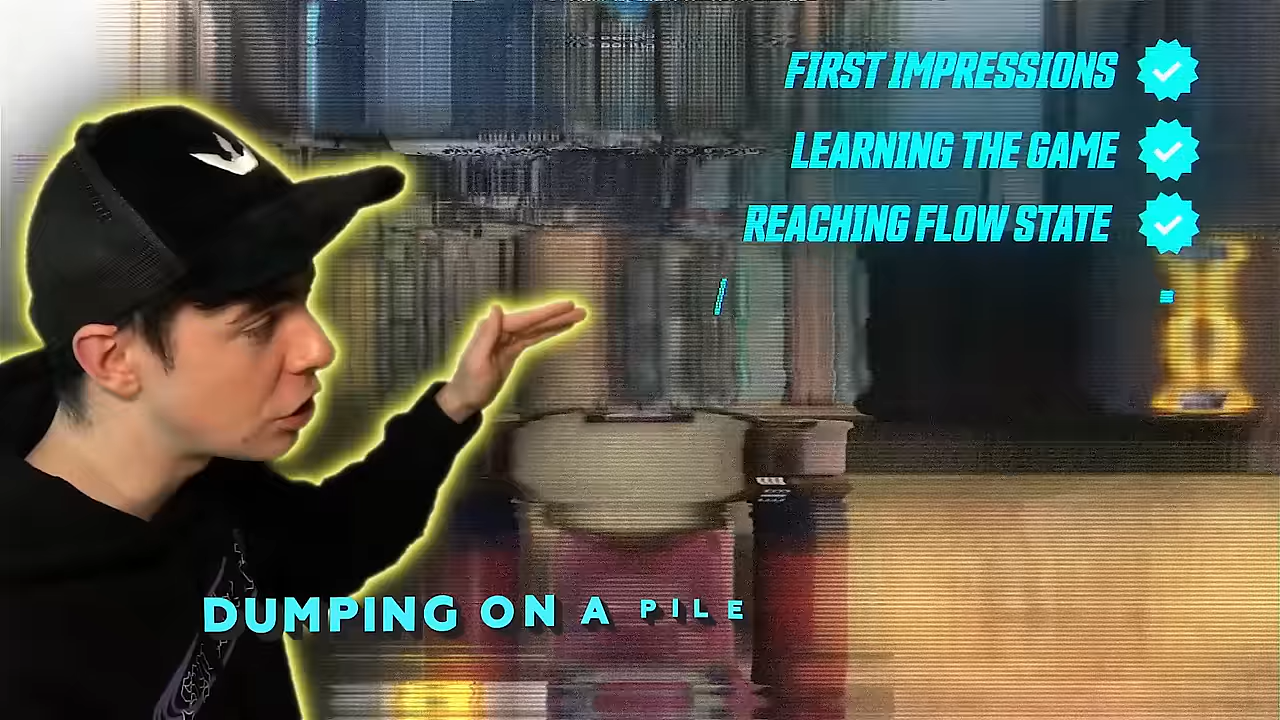 FIRST IMPRESSIONS
LEARNING THE GAME
REACHING FLOW STATE
DUMPING ON A PILE